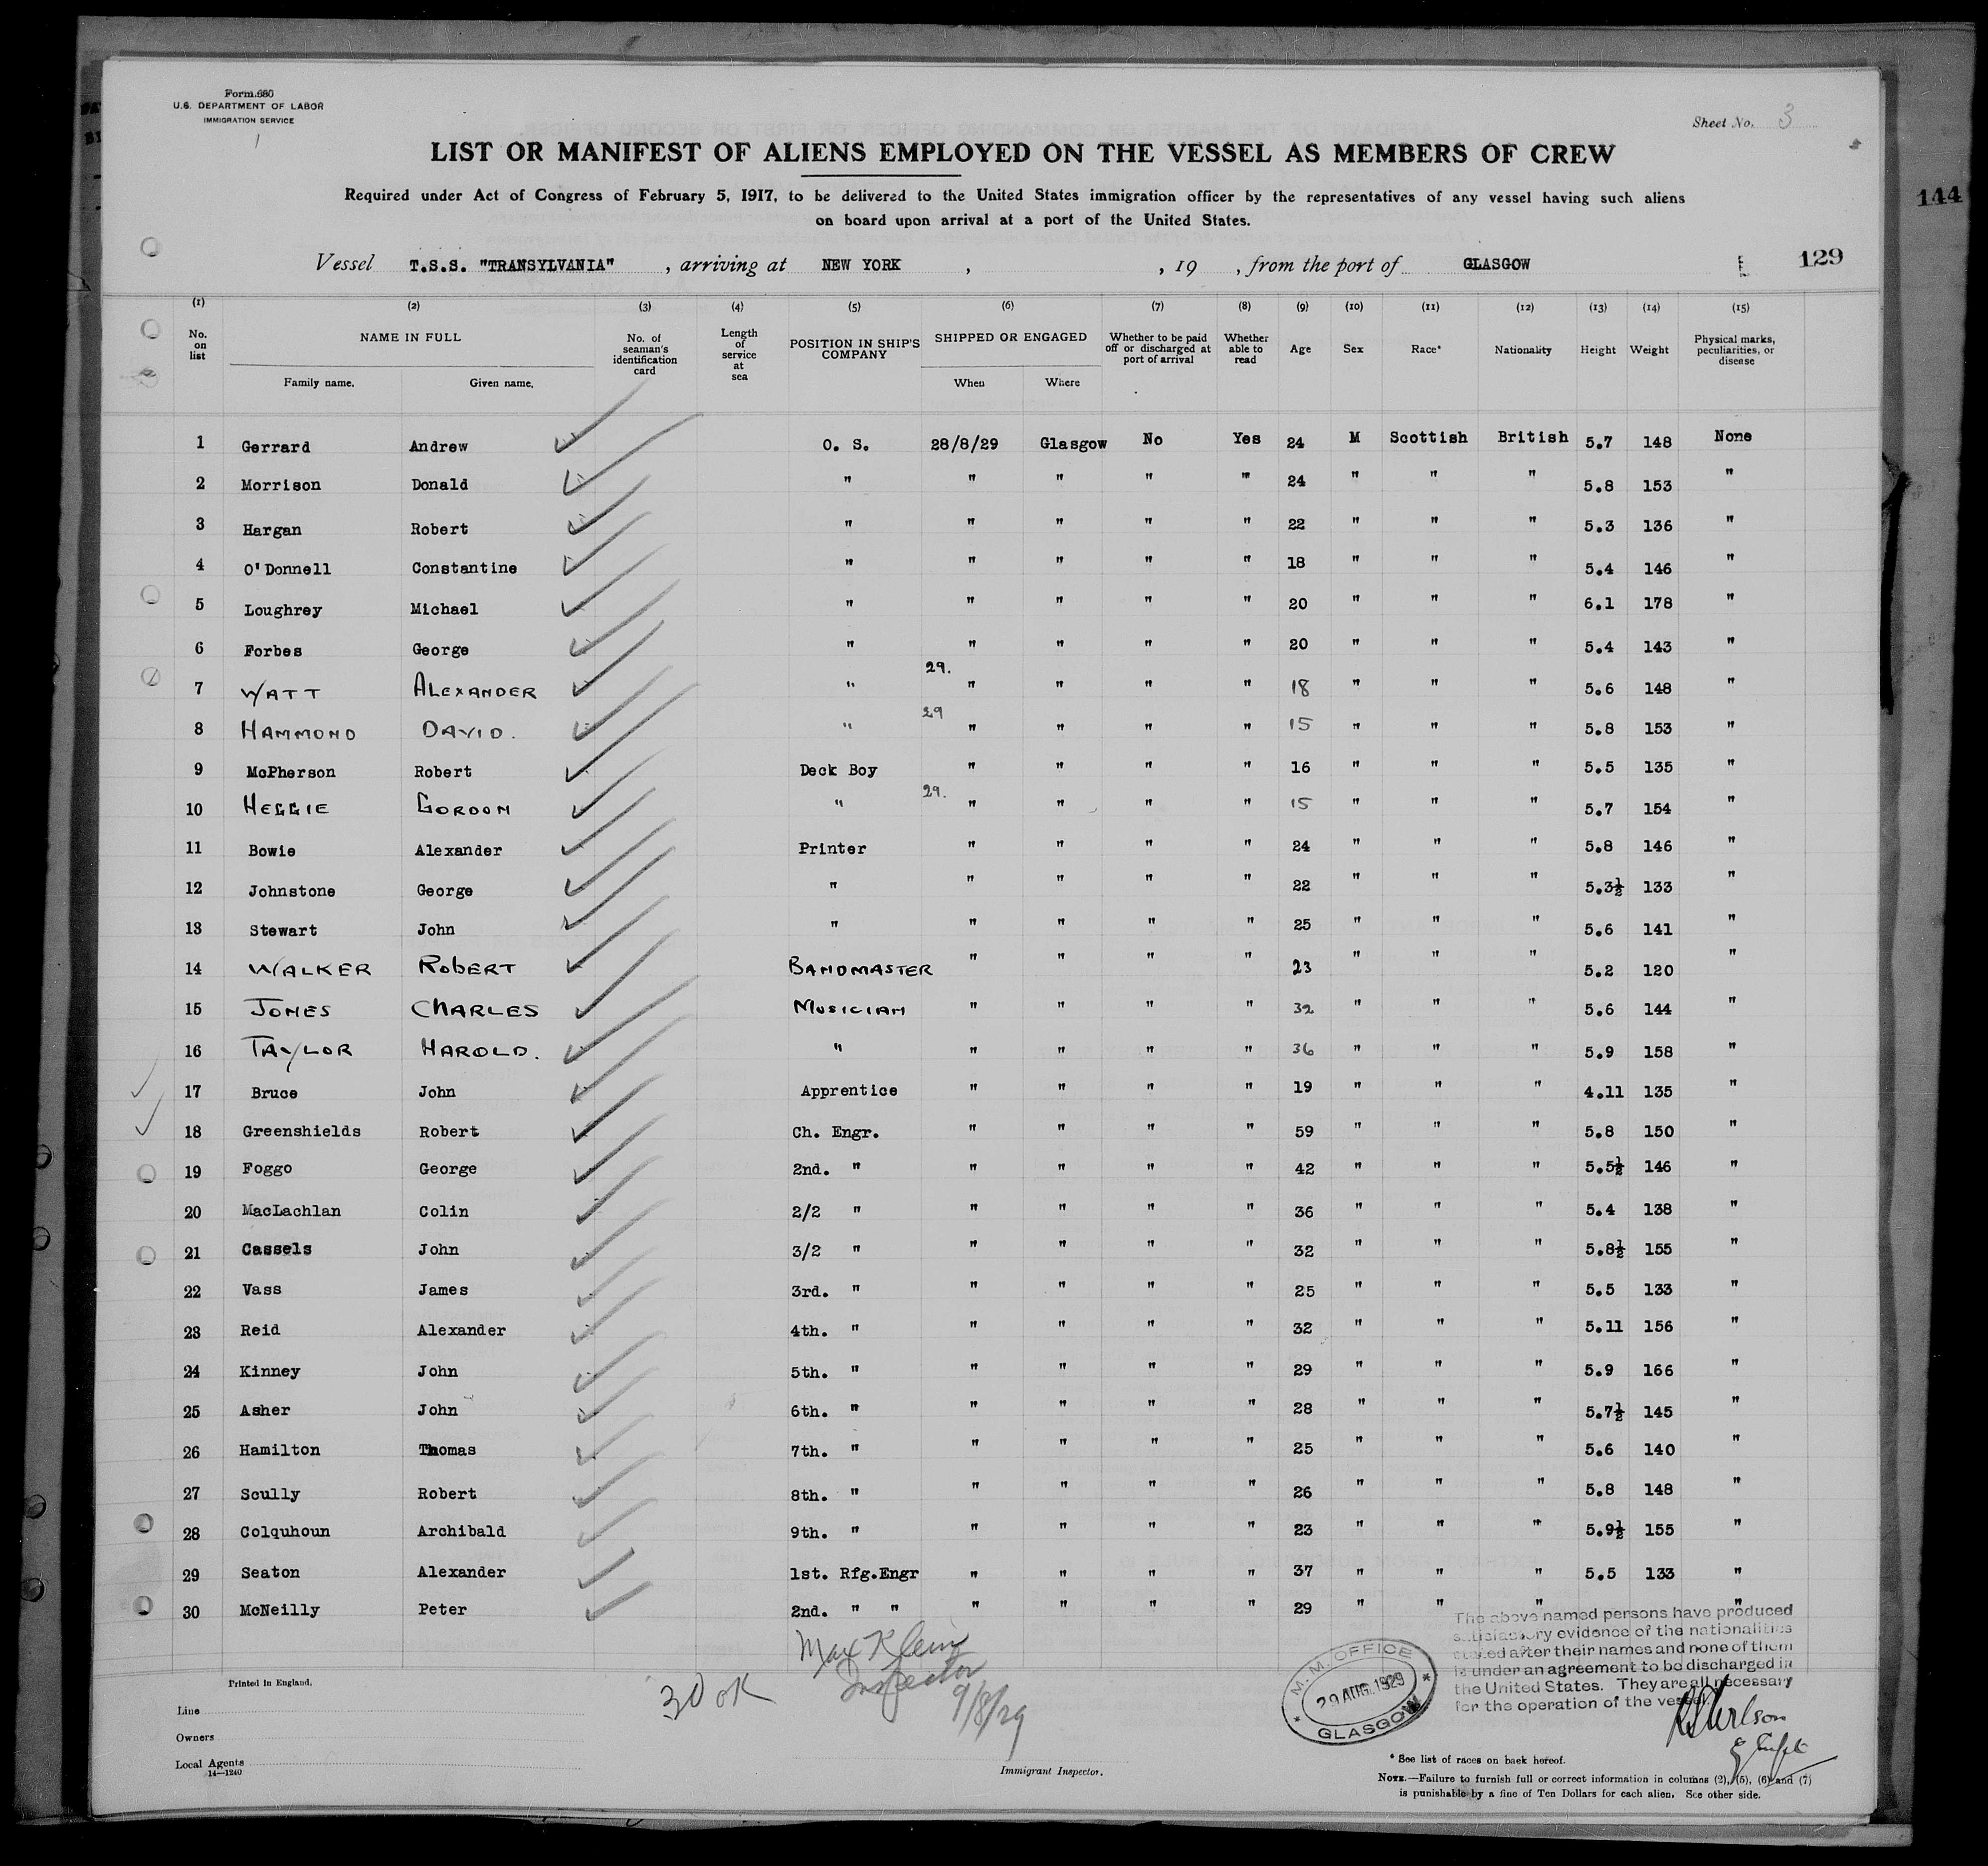 Form 680
U.S. DEPARTMENT OF LABOR
IMMIGRATION SERVICE
1
Sheet No. 3
LIST OR MANIFEST OF ALIENS EMPLOYED ON THE VESSEL AS MEMBERS OF CREW
Required under Act of Congress of February 5, 1917, to be delivered to the United States immigration officer by the representatives of any vessel having such aliens
on board upon arrival at a port of the United States.
144
Vessel T.S.S. "TRANSYLVANIA" , arriving at NEW YORK , , 19 , from the port of GLASGOW 129
(1) (2) (3) (4) (5) (6) (7) (8) (9) (10) (11) (12) (13) (14) (15)
No. on list NAME IN FULL Family name. Given name. No. of seaman's identification card Length of service at sea POSITION IN SHIP'S COMPANY SHIPPED OR ENGAGED When Where Whether to be paid off or discharged at port of arrival Whether able to read Age Sex Race* Nationality Height Weight Physical marks, peculiarities, or disease
1 Gerrard Andrew O. S. 28/8/29 Glasgow No Yes 24 M Scottish British 5.7 148 None
2 Morrison Donald " " " " " 24 " " " 5.8 153 "
3 Hargan Robert " " " " " 22 " " " 5.3 136 "
4 O'Donnell Constantine " " " " " 18 " " " 5.4 146 "
5 Loughrey Michael " " " " " 20 " " " 6.1 178 "
6 Forbes George " " " " " 20 " " " 5.4 143 "
7 WATT ALEXANDER " 29. " " " " 18 " " " 5.6 148 "
8 HAMMOND DAVID. " 29 " " " " 15 " " " 5.8 153 "
9 McPherson Robert Deck Boy " " " " 16 " " " 5.5 135 "
10 HEGGIE GORDON " 29. " " " " 15 " " " 5.7 154 "
11 Bowie Alexander Printer " " " " 24 " " " 5.8 146 "
12 Johnstone George " " " " " 22 " " " 5.3½ 133 "
13 Stewart John " " " " " 25 " " " 5.6 141 "
14 WALKER ROBERT BANDMASTER " " " " 23 " " " 5.2 120 "
15 JONES CHARLES MUSICIAN " " " " 32 " " " 5.6 144 "
16 TAYLOR HAROLD. " " " " " 36 " " " 5.9 158 "
17 Bruce John Apprentice " " " " 19 " " " 4.11 135 "
18 Greenshields Robert Ch. Engr. " " " " 59 " " " 5.8 150 "
19 Foggo George 2nd. " " " " " 42 " " " 5.5½ 146 "
20 MacLachlan Colin 2/2 " " " " " 36 " " " 5.4 138 "
21 Cassels John 3/2 " " " " " 32 " " " 5.8½ 155 "
22 Vass James 3rd. " " " " " 25 " " " 5.5 133 "
23 Reid Alexander 4th. " " " " " 32 " " " 5.11 156 "
24 Kinney John 5th. " " " " " 29 " " " 5.9 166 "
25 Asher John 6th. " " " " " 28 " " " 5.7½ 145 "
26 Hamilton Thomas 7th. " " " " " 25 " " " 5.6 140 "
27 Scully Robert 8th. " " " " " 26 " " " 5.8 148 "
28 Colquhoun Archibald 9th. " " " " " 23 " " " 5.9½ 155 "
29 Seaton Alexander 1st. Rfg.Engr " " " " 37 " " " 5.5 133 "
30 McNeilly Peter 2nd. " " " " " " 29 " " " "
The above named persons have produced
satisfactory evidence of the nationalities
stated after their names and none of them
is under an agreement to be discharged in
the United States. They are all necessary
for the operation of the vessel.
Max Klein
Inspector
9/8/29
30 OK
M.M. OFFICE
29 AUG. 1929
GLASGOW
Printed in England.
Line
Owners
Local Agents
14—1240
Immigrant Inspector.
* See list of races on back hereof.
NOTE.—Failure to furnish full or correct information in columns (2), (5), (6) and (7)
is punishable by a fine of Ten Dollars for each alien. See other side.